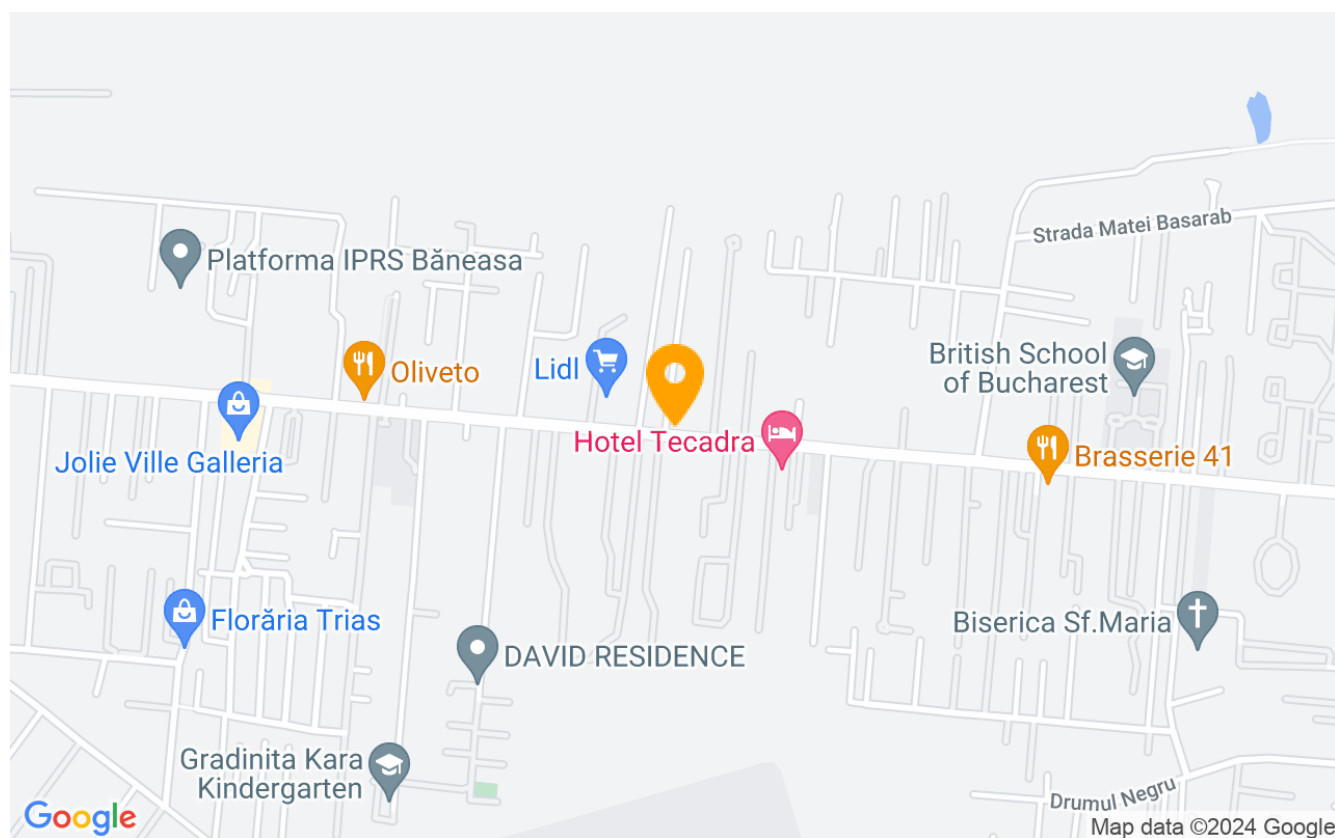 Strada Matei Basarab
Platforma IPRS Băneasa
British School
of Bucharest
Lidl
Oliveto
Hotel Tecadra
Brasserie 41
Jolie Ville Galleria
Florăria Trias
Biserica Sf.Maria
DAVID RESIDENCE
Gradinita Kara
Kindergarten
Drumul Negru
Google
Map data ©2024 Google